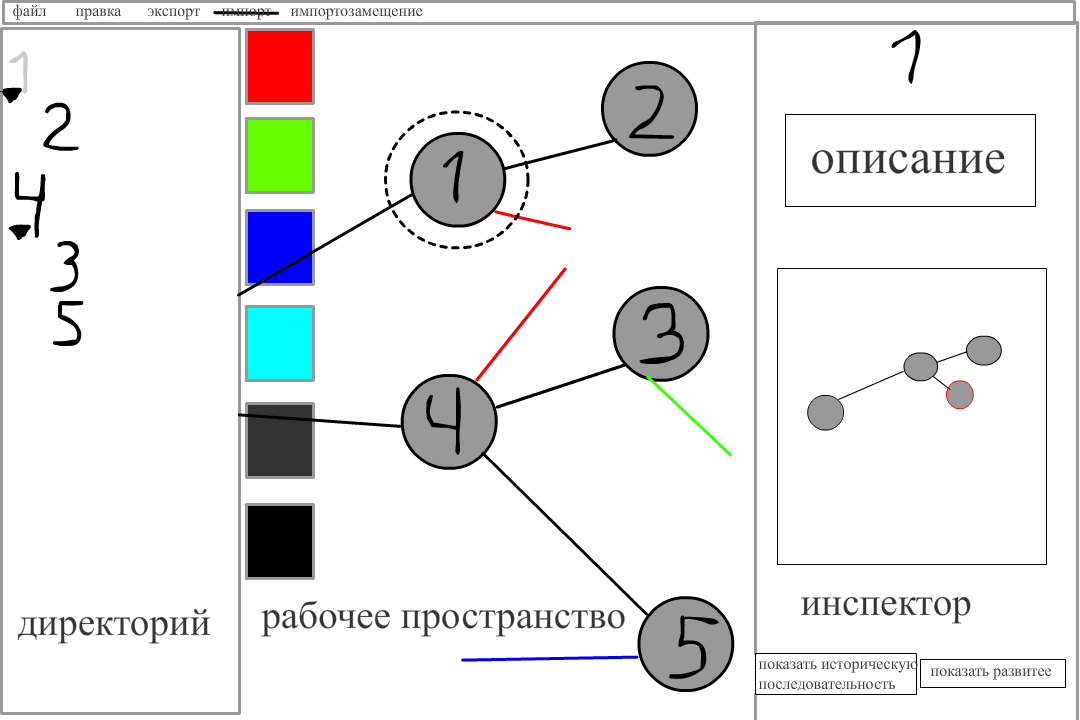 файл правка экспорт импорт импортозамещение
1
2
4
3
5
директорий
1
2
3
4
5
рабочее пространство
1
описание
инспектор
показать историческую
последовательность
показать развитее